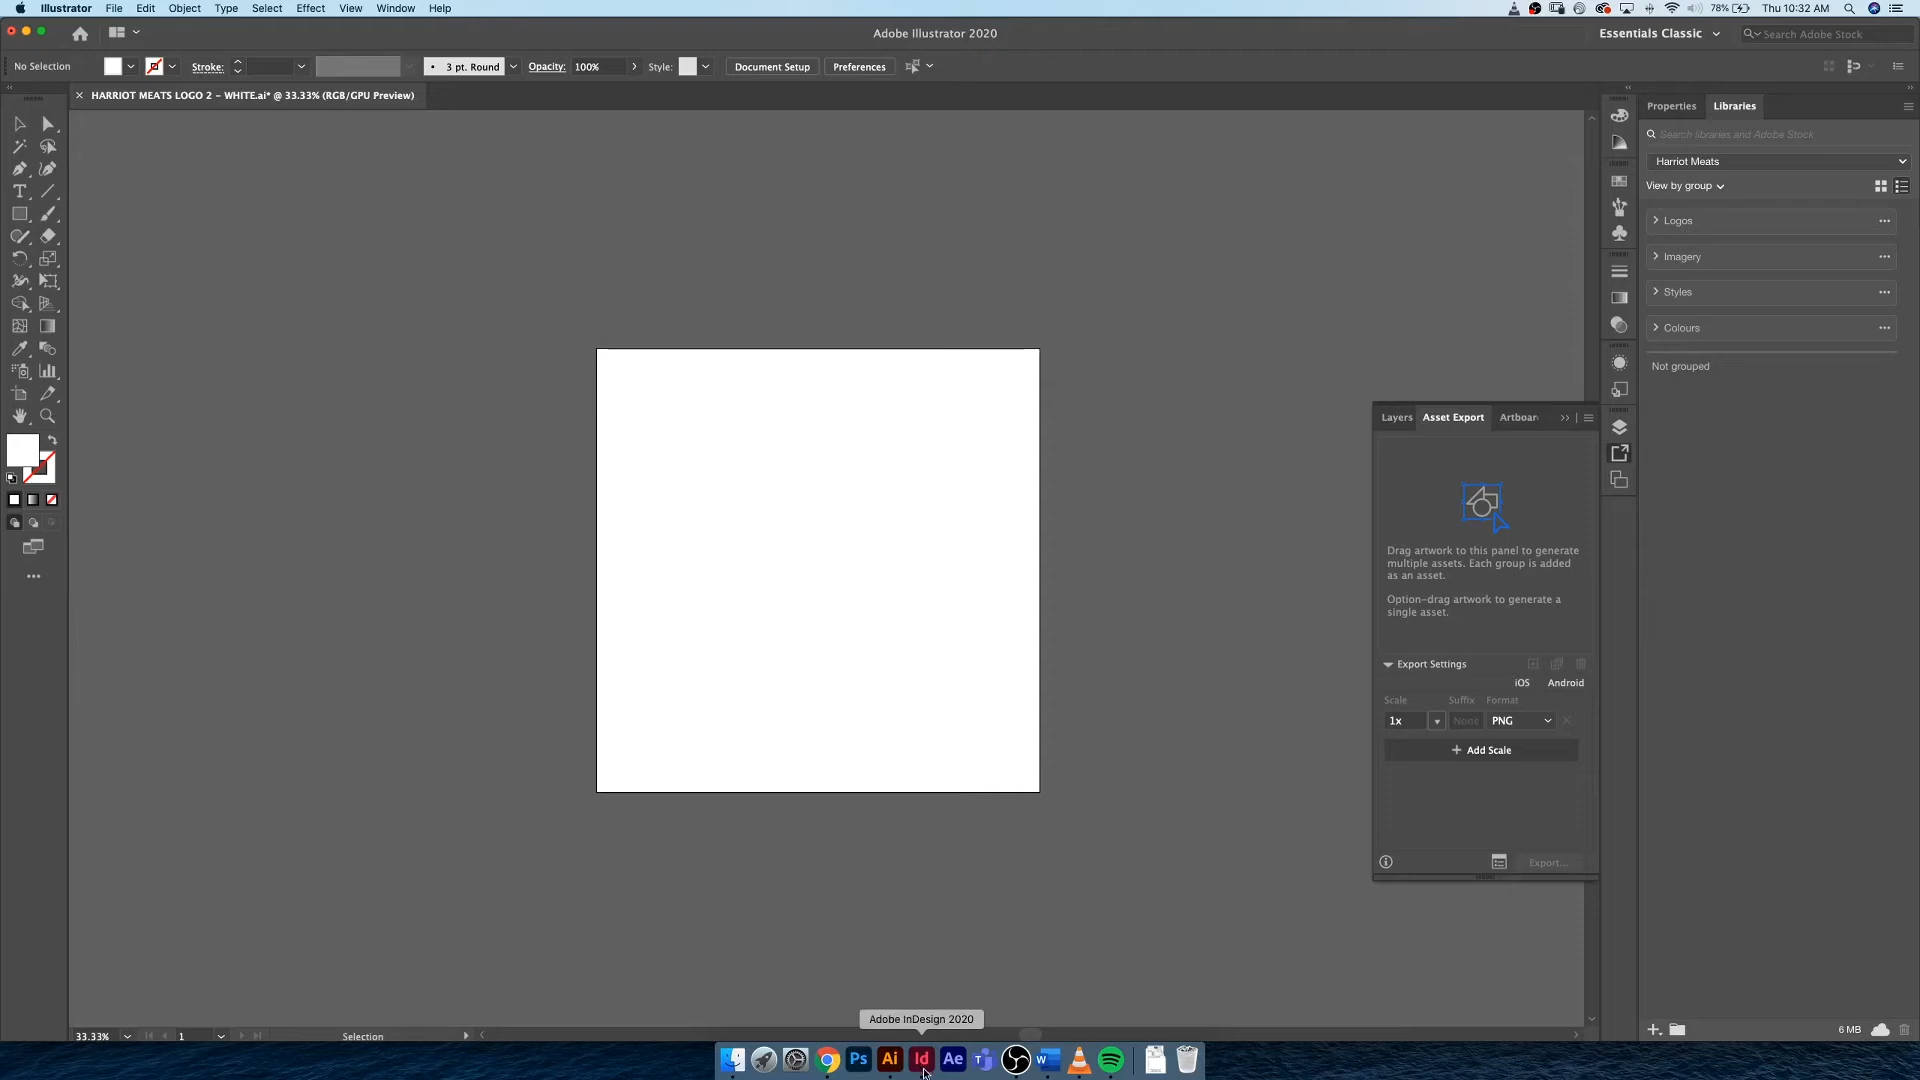 Illustrator File Edit Object Type Select Effect View Window Help
78% Thu 10:32 AM
Adobe Illustrator 2020
Essentials Classic
Search Adobe Stock
No Selection
Stroke:
3 pt. Round
Opacity: 100%
Style:
Document Setup
Preferences
HARRIOT MEATS LOGO 2 - WHITE.ai* @ 33.33% (RGB/GPU Preview)
Properties Libraries
Search libraries and Adobe Stock
Harriot Meats
View by group
Logos
Imagery
Styles
Colours
Not grouped
Layers Asset Export Artboar
Drag artwork to this panel to generate
multiple assets. Each group is added
as an asset.
Option-drag artwork to generate a
single asset.
Export Settings
iOS Android
Scale Suffix Format
1x None PNG
+ Add Scale
Export...
33.33% 1 Selection
6 MB
Adobe InDesign 2020
Ps Ai Id Ae T W